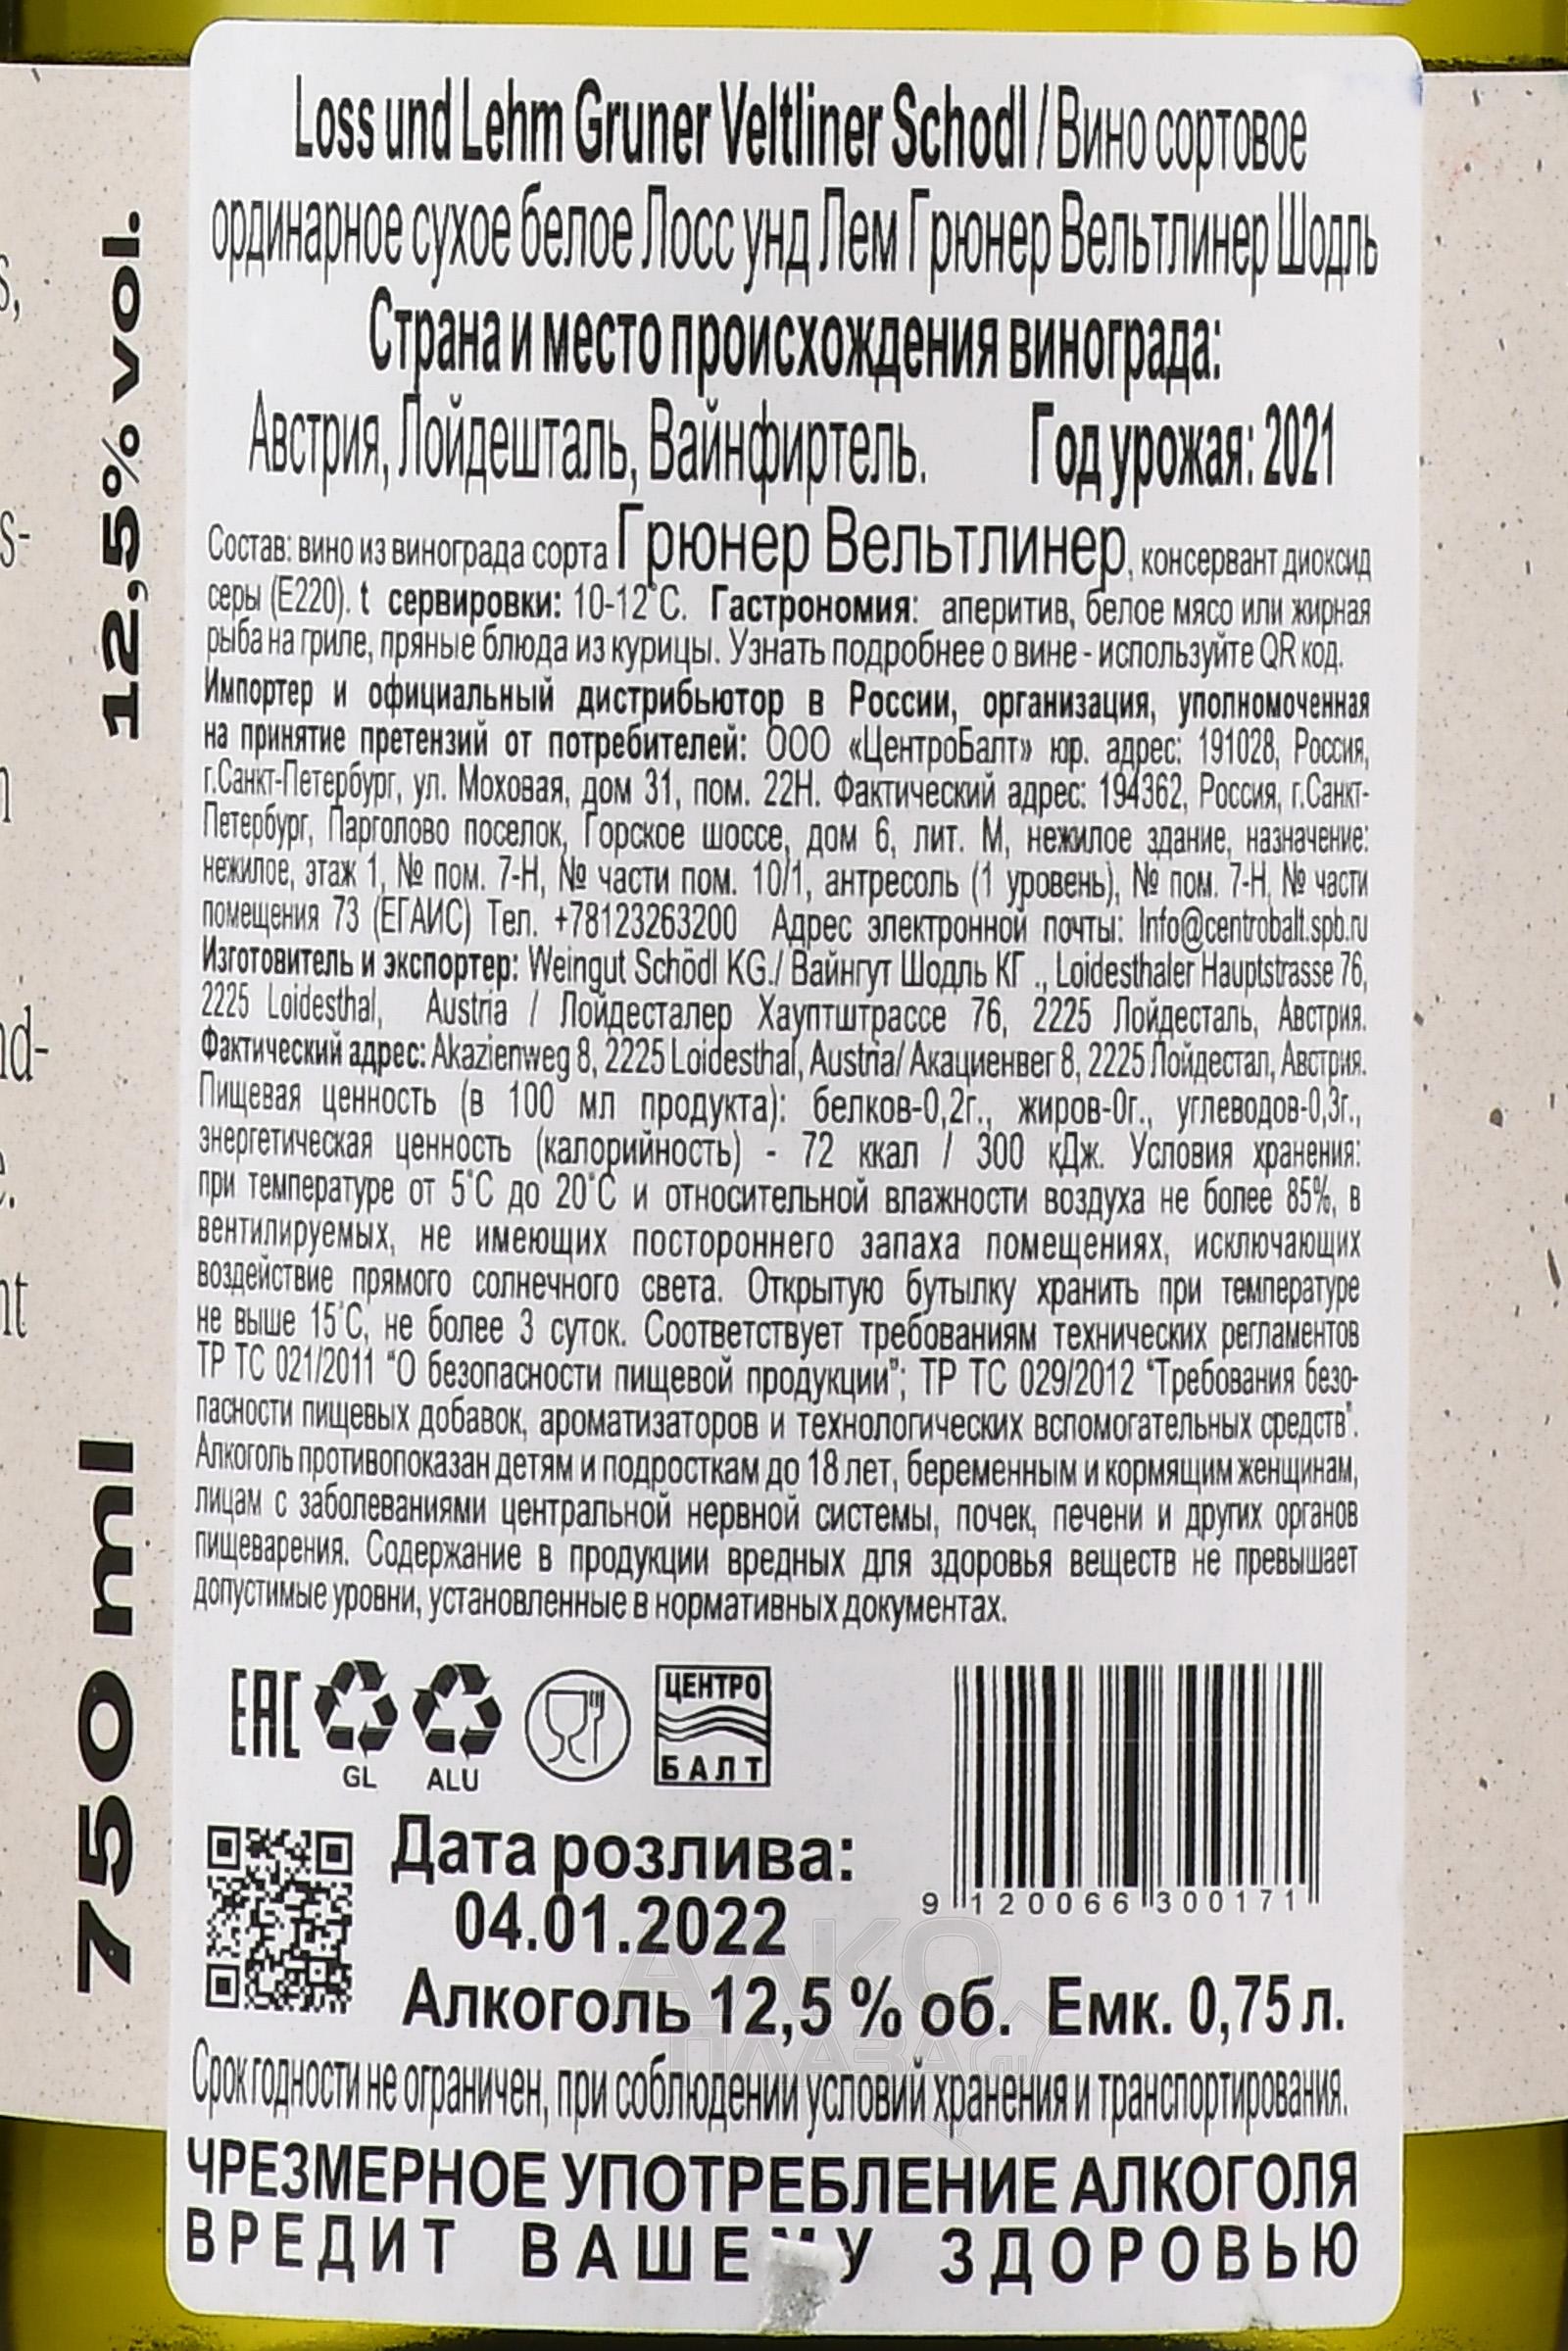 Loss und Lehm Gruner Veltliner Schodl / Вино сортовое
ординарное сухое белое Лосс унд Лем Грюнер Вельтлинер Шодль
Страна и место происхождения винограда:
Австрия, Лойдешталь, Вайнфиртель. Год урожая: 2021
Состав: вино из винограда сорта Грюнер Вельтлинер, консервант диоксид
серы (Е220). t сервировки: 10-12°С. Гастрономия: аперитив, белое мясо или жирная
рыба на гриле, пряные блюда из курицы. Узнать подробнее о вине - используйте QR код.
Импортер и официальный дистрибьютор в России, организация, уполномоченная
на принятие претензий от потребителей: ООО «ЦентроБалт» юр. адрес: 191028, Россия,
г.Санкт-Петербург, ул. Моховая, дом 31, пом. 22Н. Фактический адрес: 194362, Россия, г.Санкт-
Петербург, Парголово поселок, Горское шоссе, дом 6, лит. М, нежилое здание, назначение:
нежилое, этаж 1, № пом. 7-Н, № части пом. 10/1, антресоль (1 уровень), № пом. 7-Н, № части
помещения 73 (ЕГАИС) Тел. +78123263200 Адрес электронной почты: Info@centrobalt.spb.ru
Изготовитель и экспортер: Weingut Schödl KG./ Вайнгут Шодль КГ ., Loidesthaler Hauptstrasse 76,
2225 Loidesthal, Austria / Лойдесталер Хауптштрассе 76, 2225 Лойдесталь, Австрия.
Фактический адрес: Akazienweg 8, 2225 Loidesthal, Austria/ Акациенвег 8, 2225 Лойдестал, Австрия.
Пищевая ценность (в 100 мл продукта): белков-0,2г., жиров-0г., углеводов-0,3г.,
энергетическая ценность (калорийность) - 72 ккал / 300 кДж. Условия хранения:
при температуре от 5°С до 20°С и относительной влажности воздуха не более 85%, в
вентилируемых, не имеющих постороннего запаха помещениях, исключающих
воздействие прямого солнечного света. Открытую бутылку хранить при температуре
не выше 15°С, не более 3 суток. Соответствует требованиям технических регламентов
ТР ТС 021/2011 "О безопасности пищевой продукции"; ТР ТС 029/2012 "Требования безо-
пасности пищевых добавок, ароматизаторов и технологических вспомогательных средств".
Алкоголь противопоказан детям и подросткам до 18 лет, беременным и кормящим женщинам,
лицам с заболеваниями центральной нервной системы, почек, печени и других органов
пищеварения. Содержание в продукции вредных для здоровья веществ не превышает
допустимые уровни, установленные в нормативных документах.
EAC
GL ALU
ЦЕНТРО
БАЛТ
9 120066 300171
Дата розлива:
04.01.2022
Алкоголь 12,5 % об. Емк. 0,75 л.
Срок годности не ограничен, при соблюдении условий хранения и транспортирования.
ЧРЕЗМЕРНОЕ УПОТРЕБЛЕНИЕ АЛКОГОЛЯ
ВРЕДИТ ВАШЕМУ ЗДОРОВЬЮ
12,5% vol.
750 ml
АЛКО
ПЛАЗА.ru